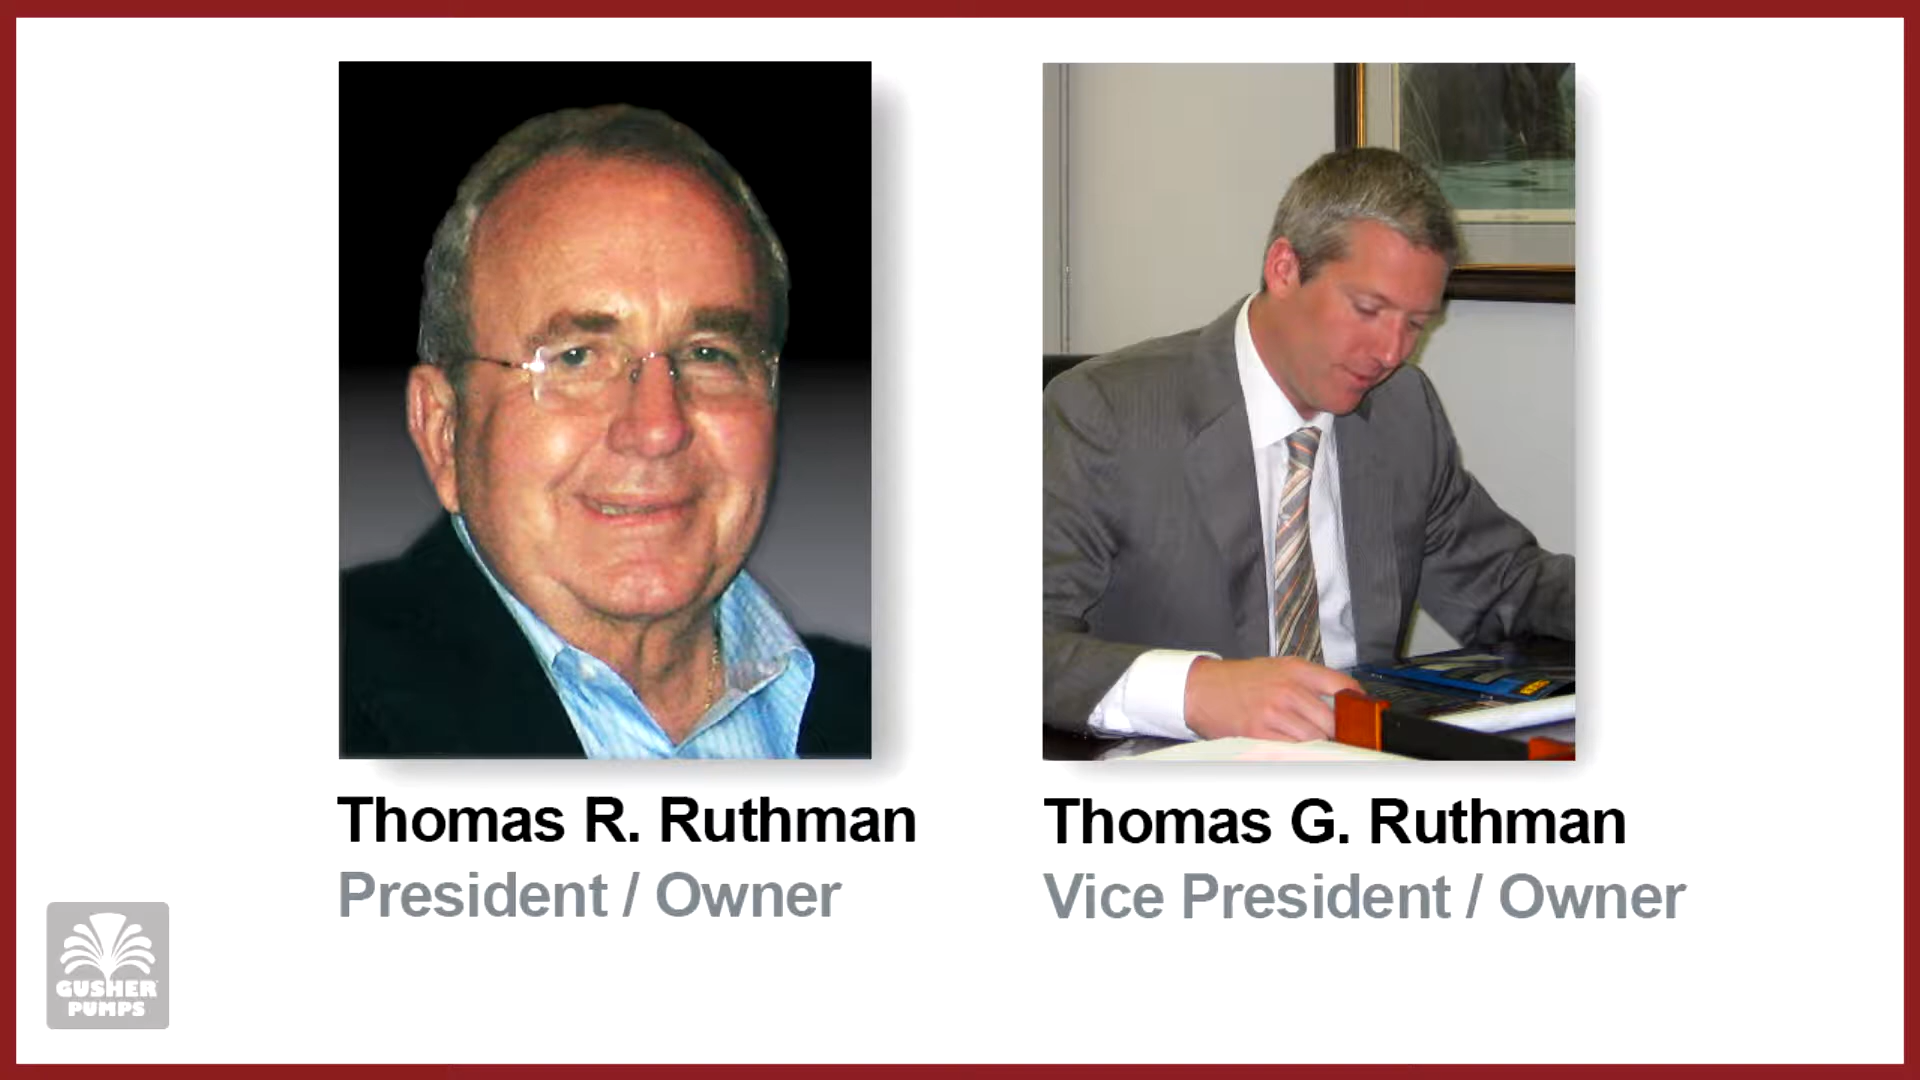 Thomas R. Ruthman
President / Owner
Thomas G. Ruthman
Vice President / Owner
GUSHER
PUMPS